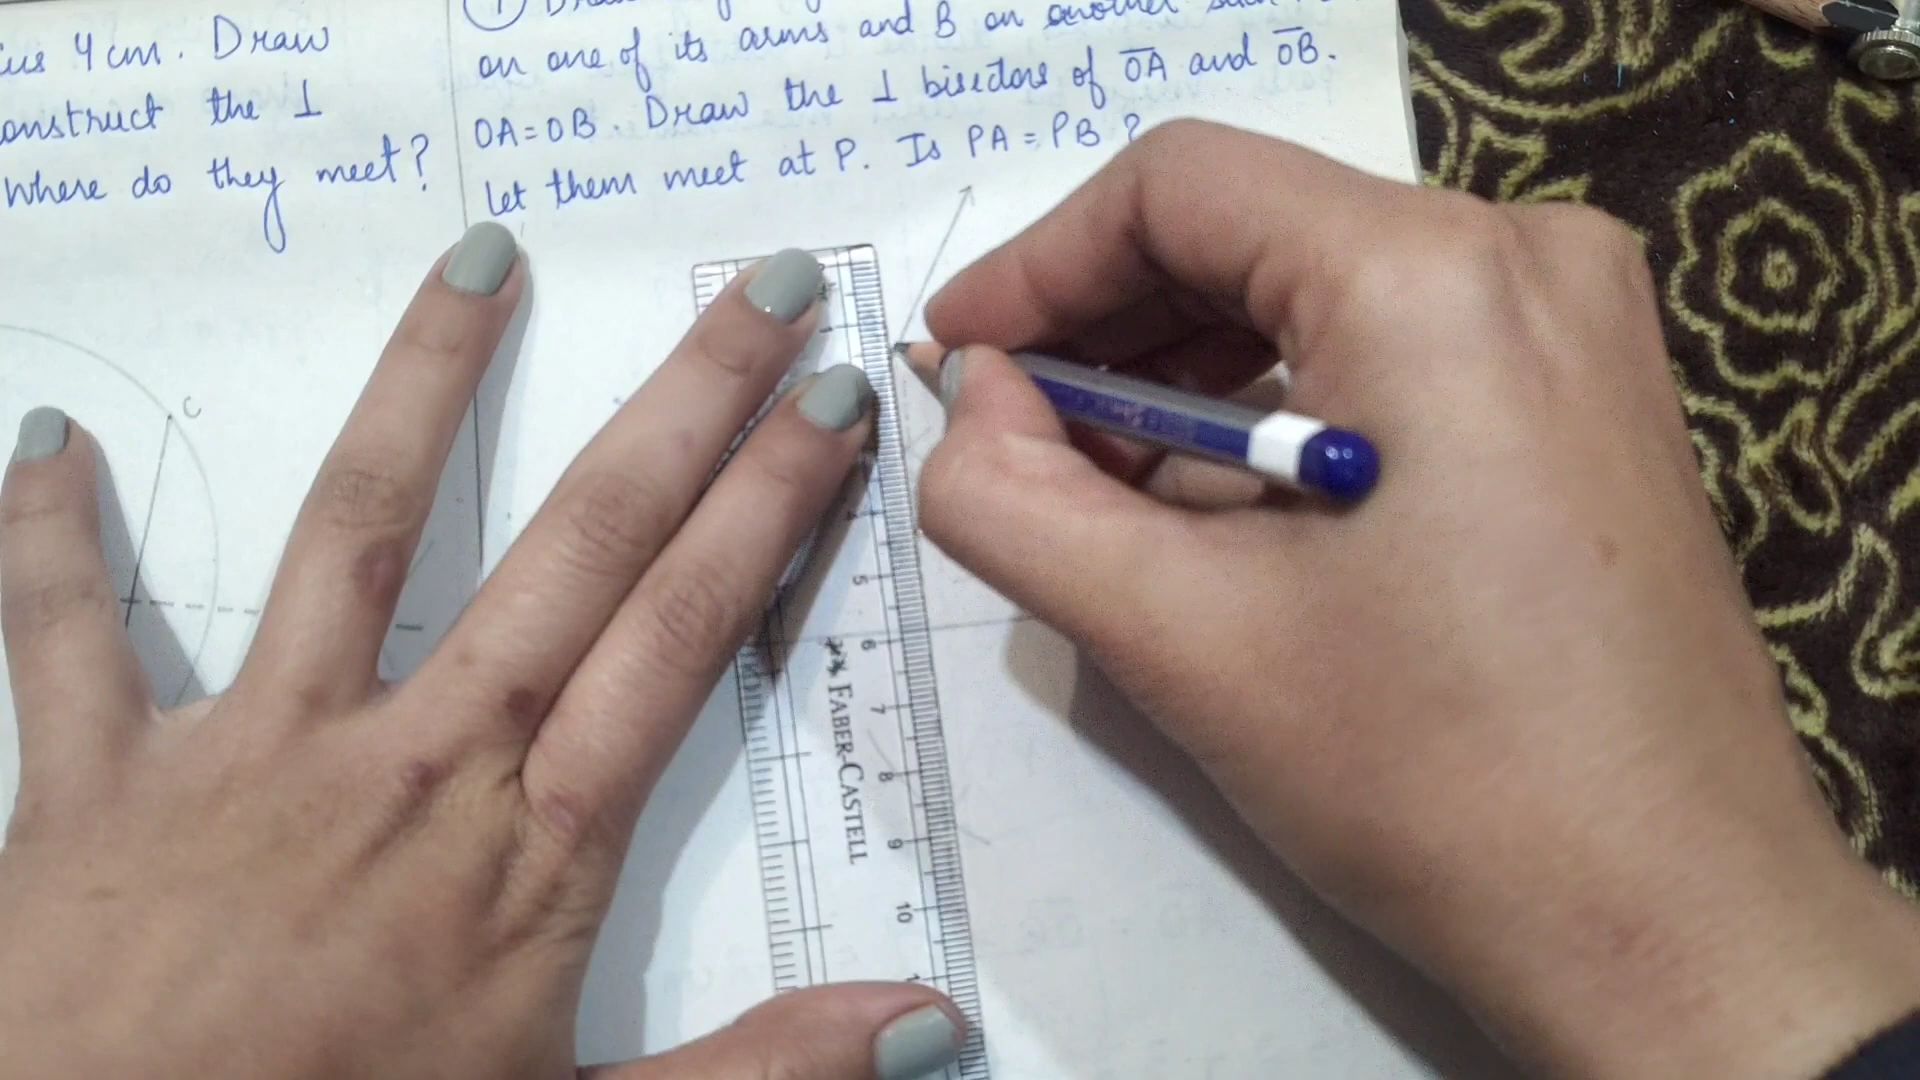 ius 4 cm. Draw
onstruct the ⊥
Where do they meet?
on one of its arms and B on another such
OA = OB. Draw the ⊥ bisectors of OA and OB.
let them meet at P. Is PA = PB ?
C
1
4
5
6
7
8
9
10
FABER-CASTELL